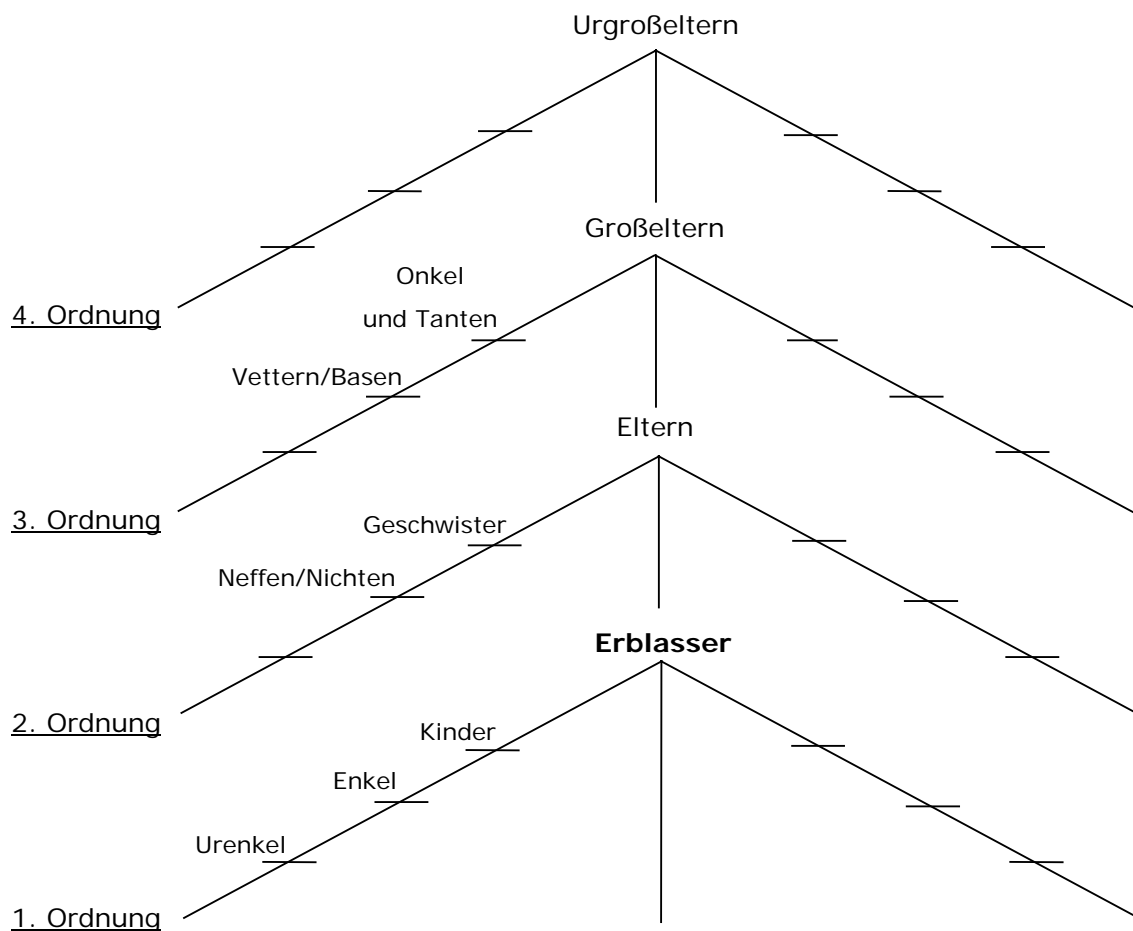 Urgroßeltern
Großeltern
Onkel
und Tanten
4. Ordnung
Vettern/Basen
Eltern
3. Ordnung
Geschwister
Neffen/Nichten
Erblasser
2. Ordnung
Kinder
Enkel
Urenkel
1. Ordnung